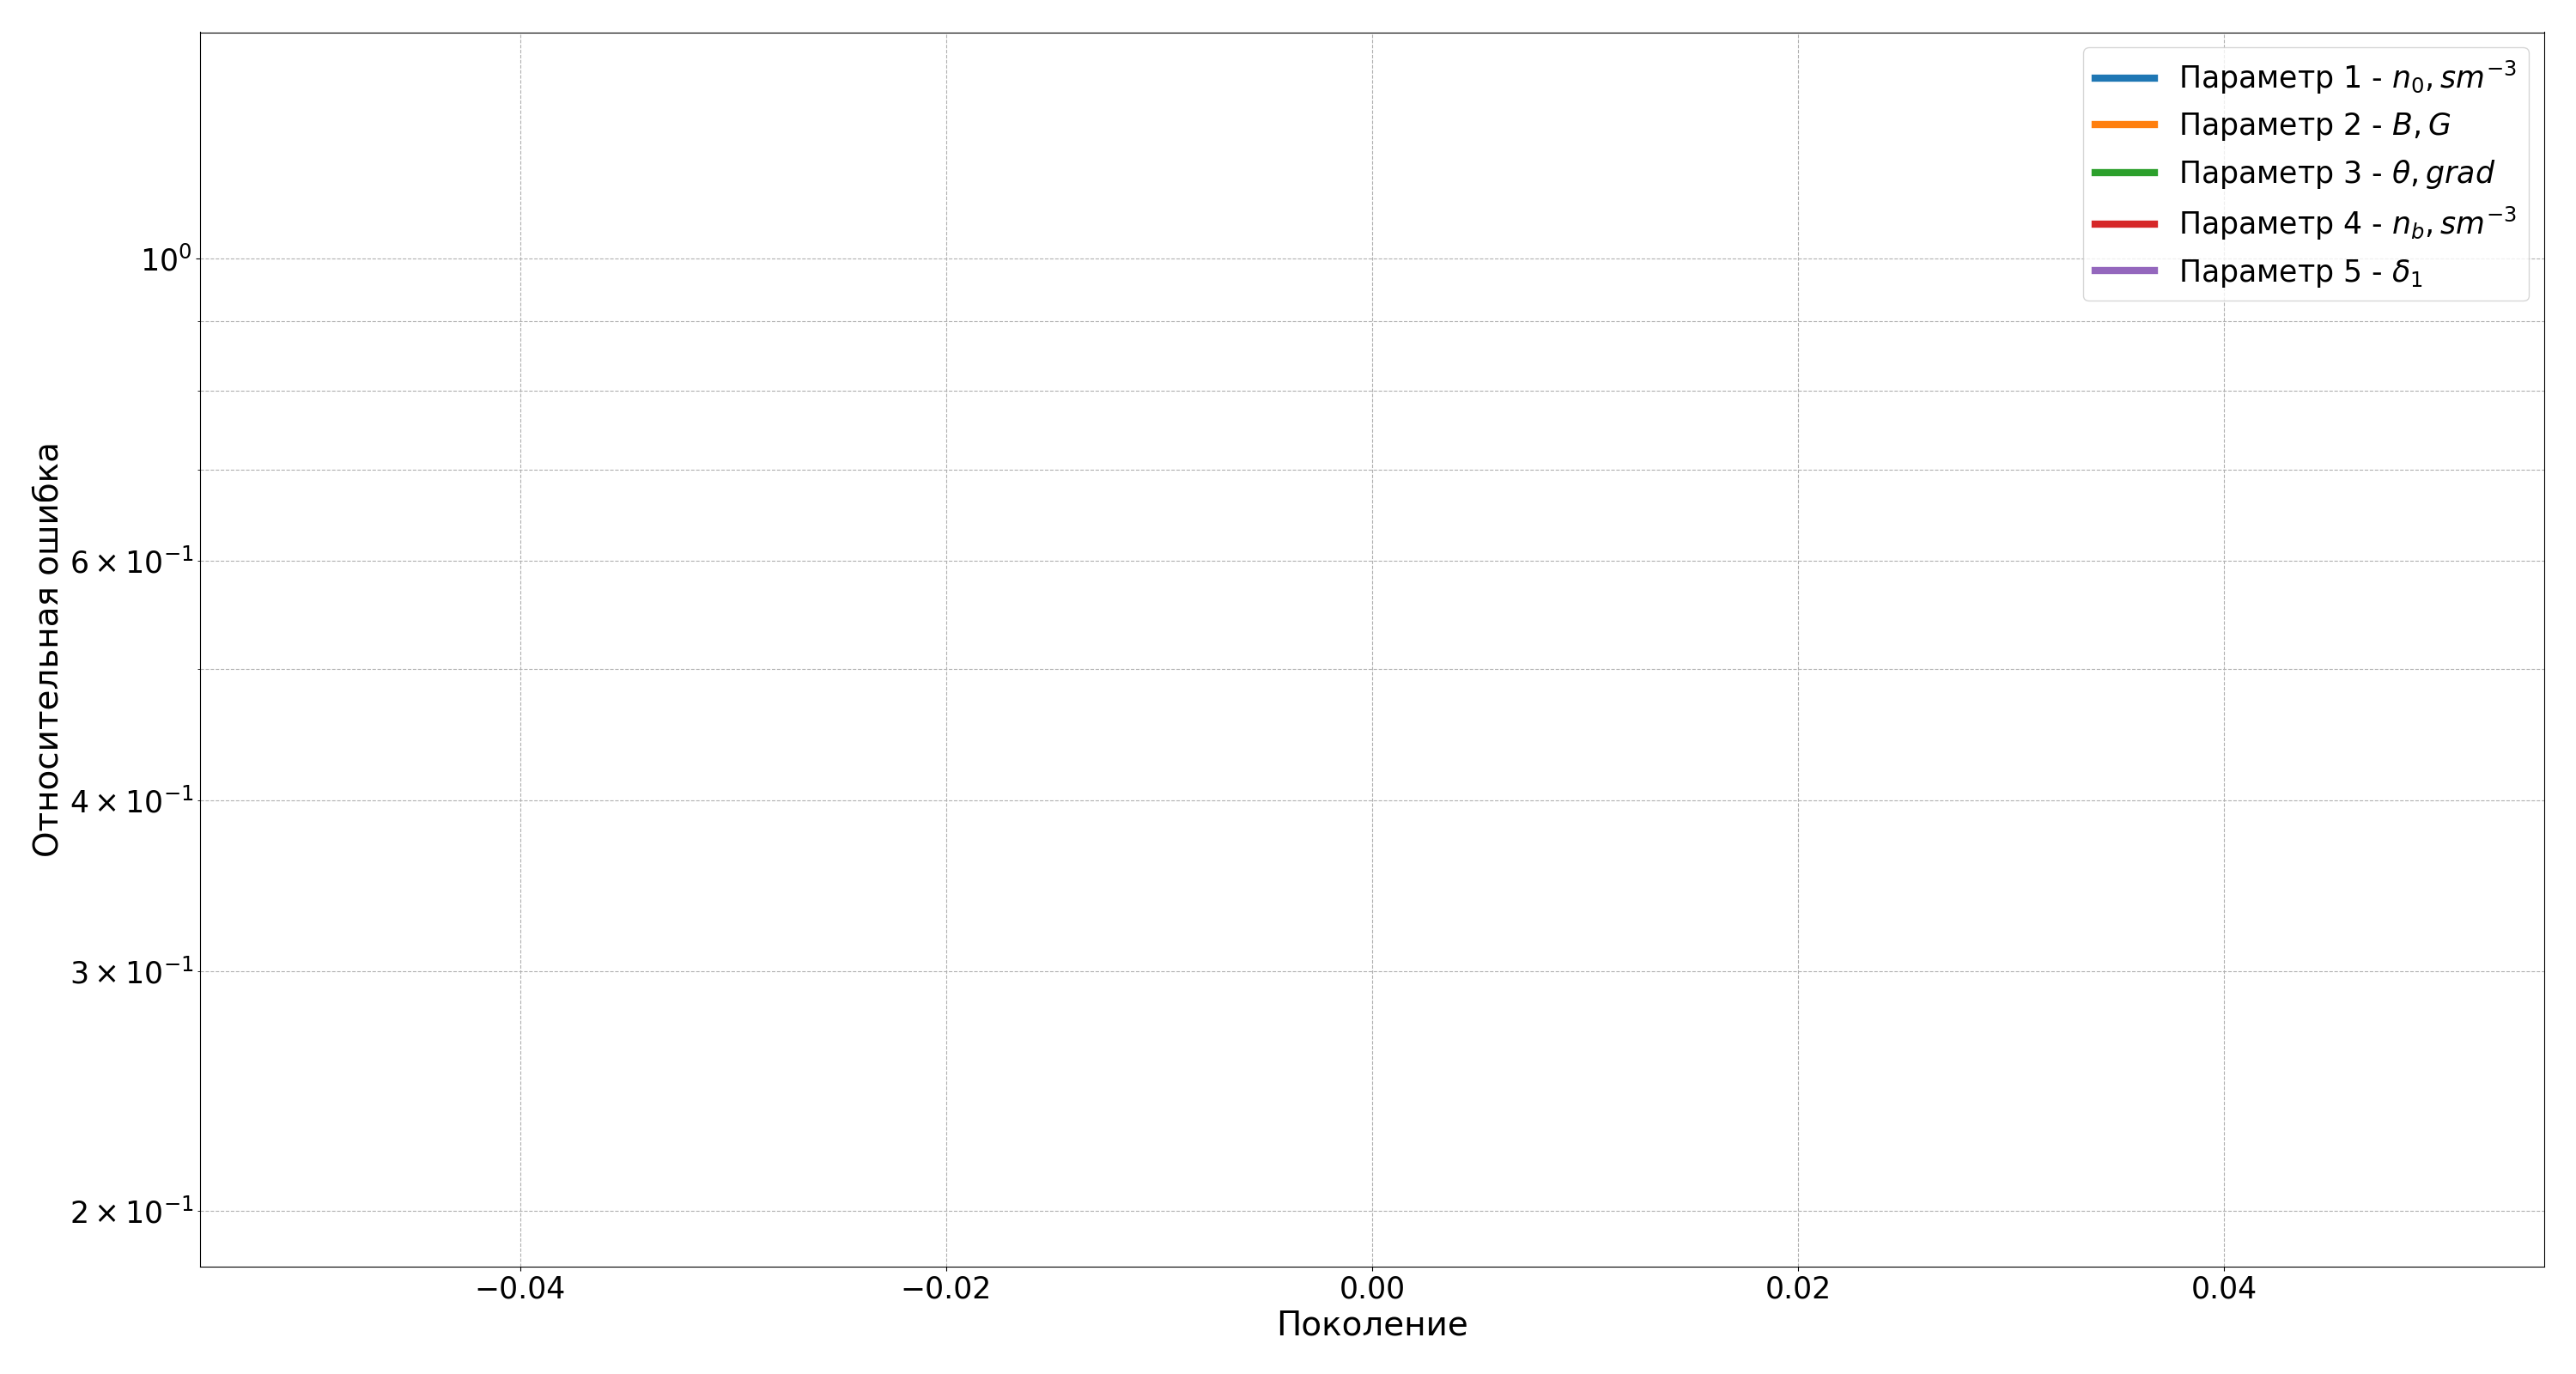 Параметр 1 - n₀, sm⁻³
Параметр 2 - B, G
Параметр 3 - θ, grad
Параметр 4 - n_b, sm⁻³
Параметр 5 - δ₁
Относительная ошибка
10⁰
6 × 10⁻¹
4 × 10⁻¹
3 × 10⁻¹
2 × 10⁻¹
−0.04 −0.02 0.00 0.02 0.04
Поколение